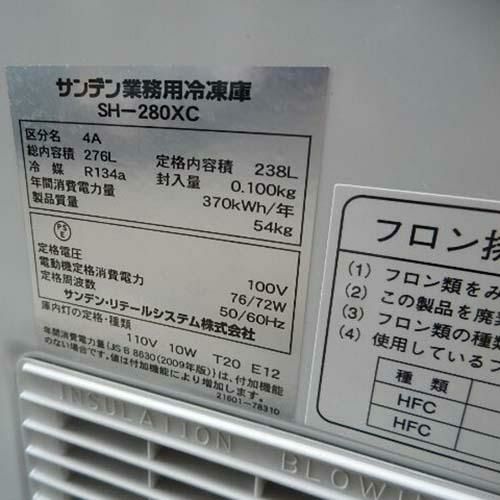 サンデン業務用冷凍庫
SH-280XC
区分名 4A
総内容積 276L 定格内容積 238L
冷媒 R134a 封入量 0.100kg
年間消費電力量 370kWh/年
製品質量 54kg
PS
E
定格電圧 100V
電動機定格消費電力 76/72W
定格周波数 50/60Hz
サンデン・リテールシステム株式会社
庫内灯の定格・種類
110V 10W T20 E12
年間消費電力量(JIS B 8630(2009年版))は、付加機能
のない場合です。値は付加機能により増加します。
21601-78310
フロン
(1) フロン類をみ
(2) この製品を廃
(3) フロン類の種
(4) 使用しているフ
種類
HFC
HFC
INSULATION BLOW